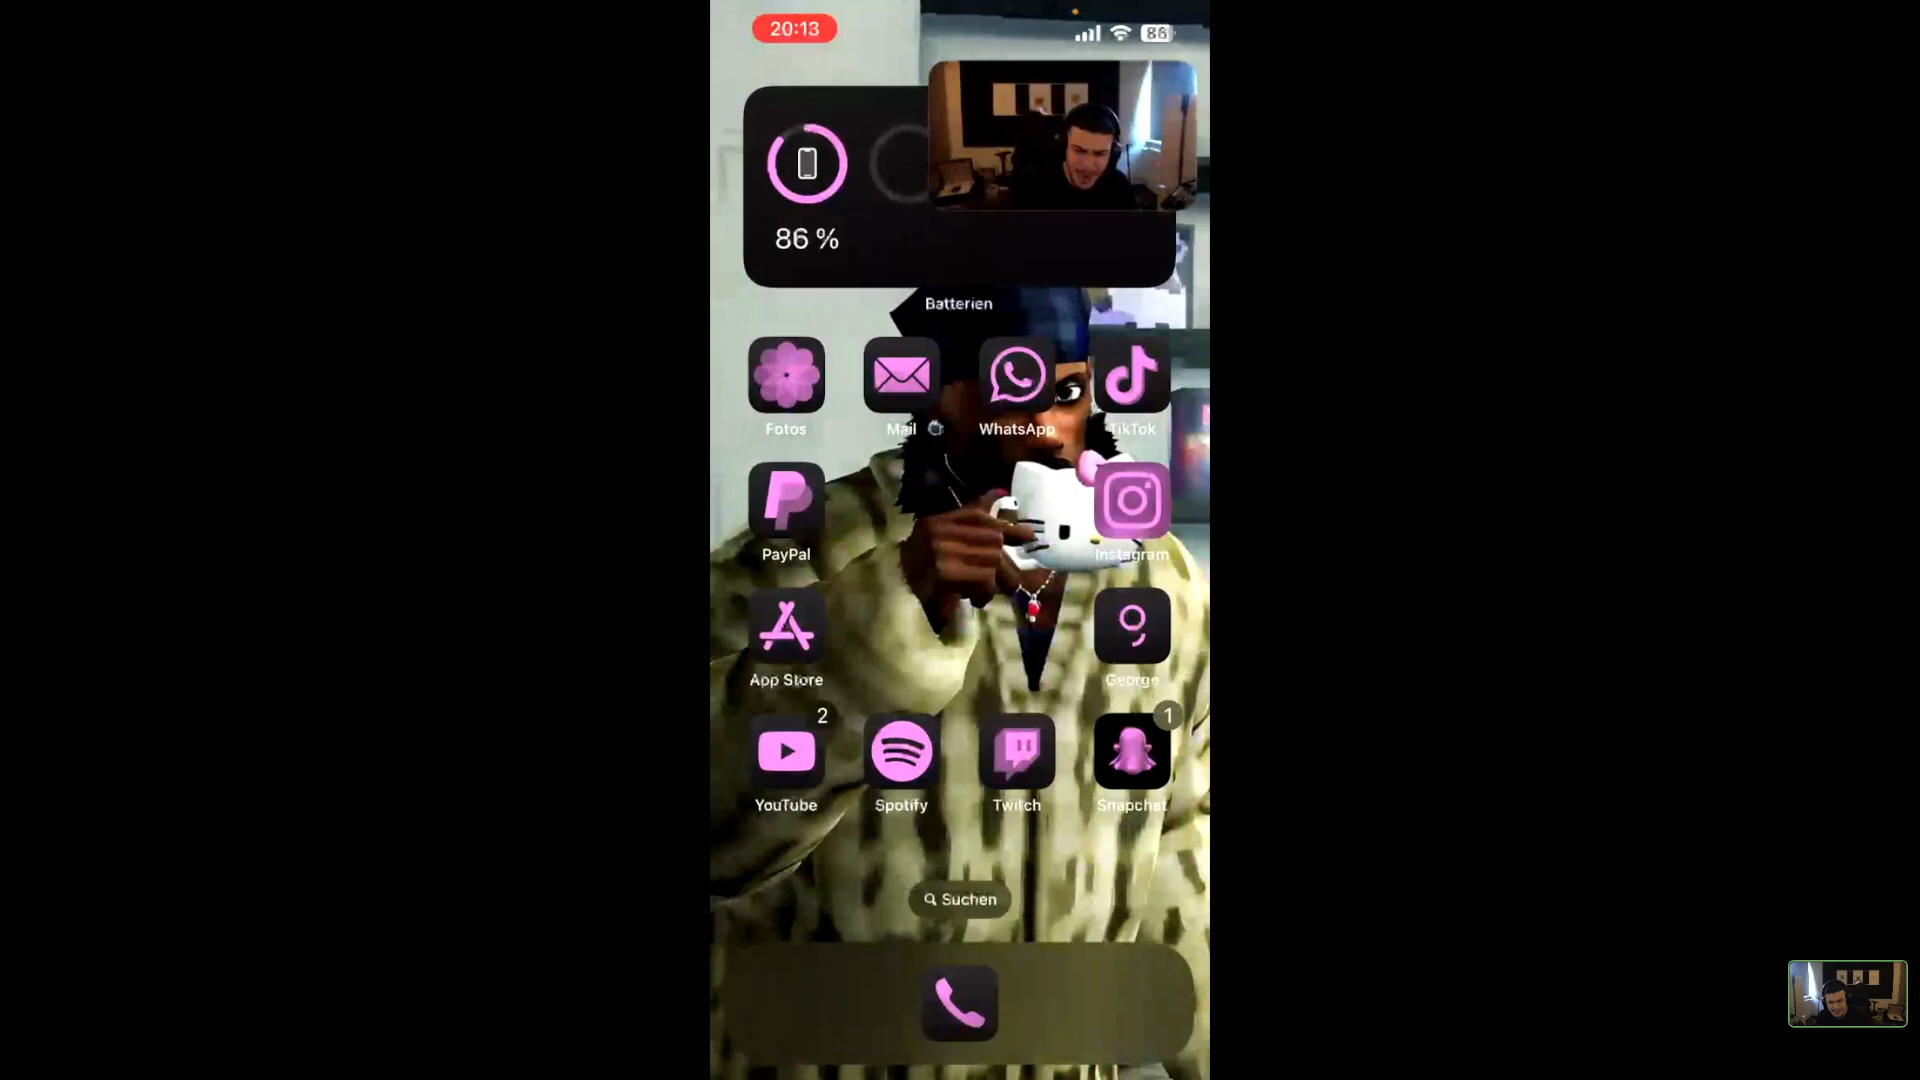 20:13
86
86 %
Batterien
Fotos
Mail
WhatsApp
TikTok
PayPal
Instagram
App Store
George
2
1
YouTube
Spotify
Twitch
Snapchat
Suchen